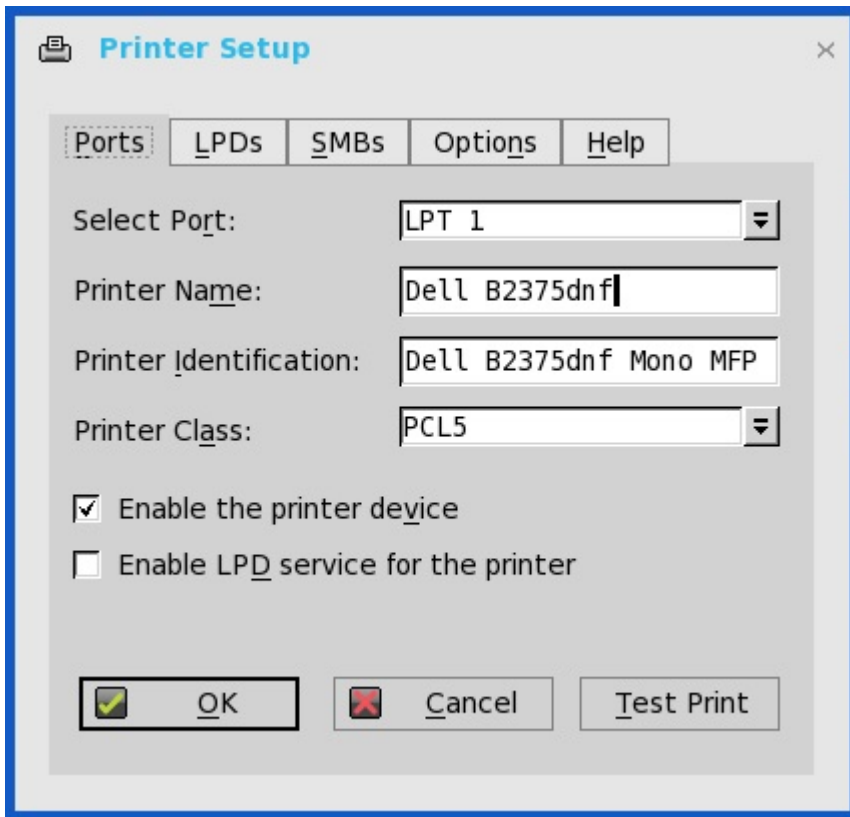 Printer Setup
Ports LPDs SMBs Options Help
Select Port: LPT 1
Printer Name: Dell B2375dnf
Printer Identification: Dell B2375dnf Mono MFP
Printer Class: PCL5
Enable the printer device
Enable LPD service for the printer
OK Cancel Test Print